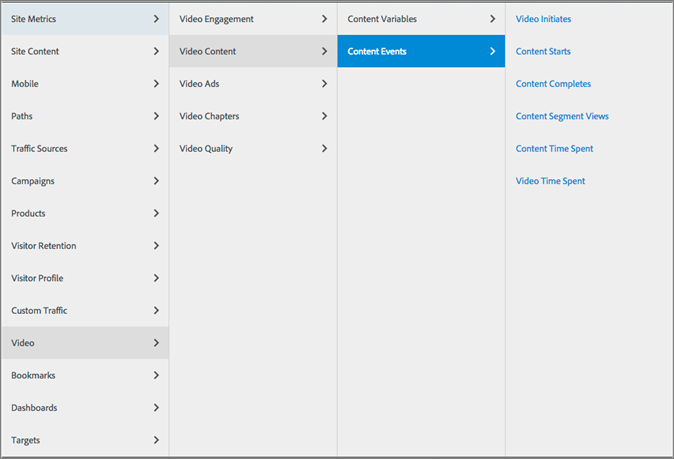 Site Metrics
Site Content
Mobile
Paths
Traffic Sources
Campaigns
Products
Visitor Retention
Visitor Profile
Custom Traffic
Video
Bookmarks
Dashboards
Targets
Video Engagement
Video Content
Video Ads
Video Chapters
Video Quality
Content Variables
Content Events
Video Initiates
Content Starts
Content Completes
Content Segment Views
Content Time Spent
Video Time Spent